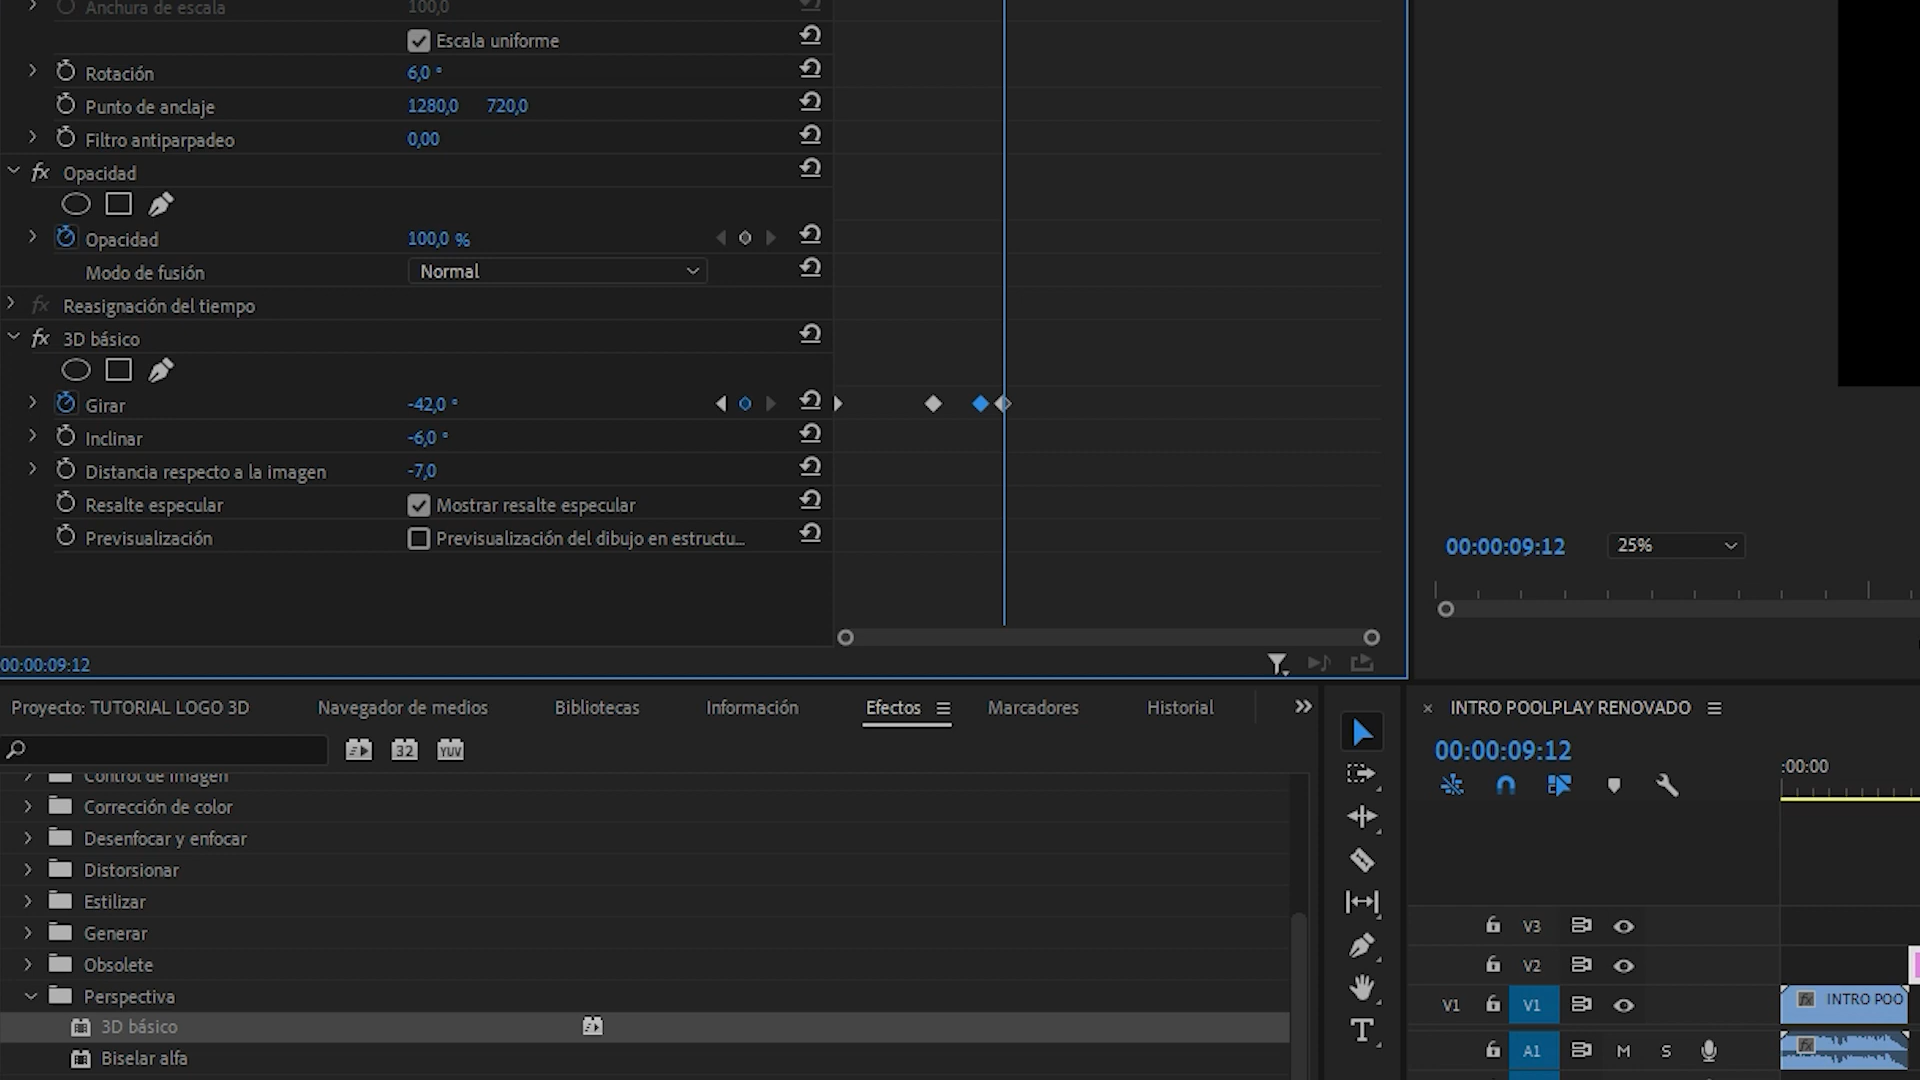 Anchura de escala 100,0
Escala uniforme
Rotación 6,0 °
Punto de anclaje 1280,0 720,0
Filtro antiparpadeo 0,00
fx Opacidad
Opacidad 100,0 %
Modo de fusión Normal
fx Reasignación del tiempo
fx 3D básico
Girar -42,0 °
Inclinar -6,0 °
Distancia respecto a la imagen -7,0
Resalte especular Mostrar resalte especular
Previsualización Previsualización del dibujo en estructu...
00:00:09:12
00:00:09:12 25%
Proyecto: TUTORIAL LOGO 3D Navegador de medios Bibliotecas Información Efectos Marcadores Historial
32 YUV
Control de imagen
Corrección de color
Desenfocar y enfocar
Distorsionar
Estilizar
Generar
Obsolete
Perspectiva
3D básico
Biselar alfa
T
INTRO POOLPLAY RENOVADO
00:00:09:12
:00:00
V3
V2
V1 V1 fx INTRO POO
A1 M S fx